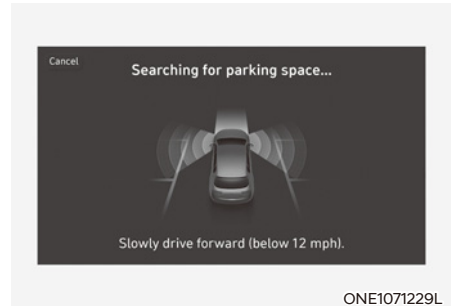 Cancel
Searching for parking space...
Slowly drive forward (below 12 mph).
ONE1071229L